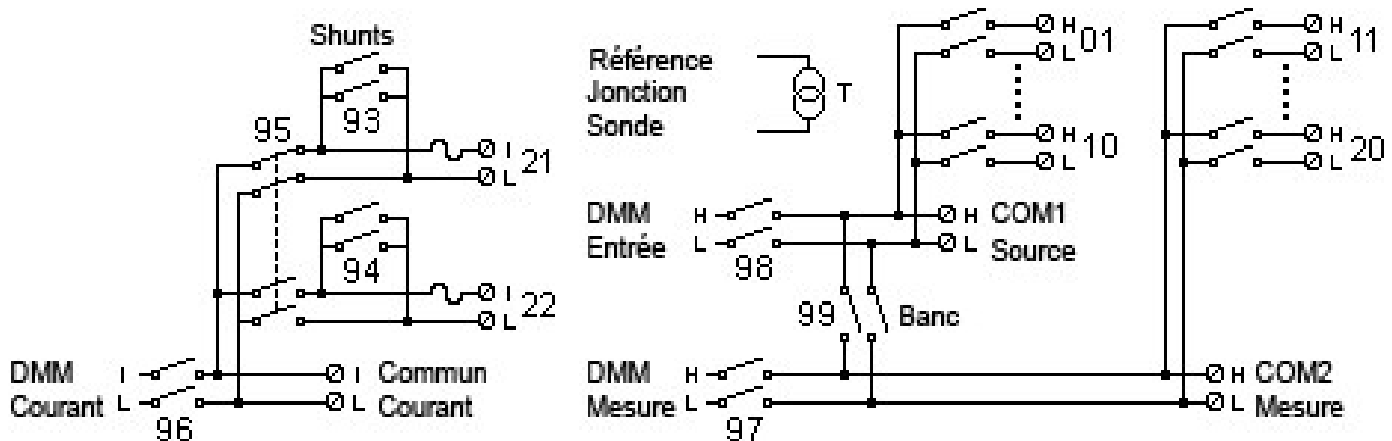 Shunts
93
95
I
L
21
94
I
L
22
DMM
Courant
I
L
96
I
L
Commun
Courant
Référence
Jonction
Sonde
T
H
L
01
H
L
10
H
L
11
H
L
20
DMM
Entrée
H
L
98
H
L
COM1
Source
99
Banc
DMM
Mesure
H
L
97
H
L
COM2
Mesure